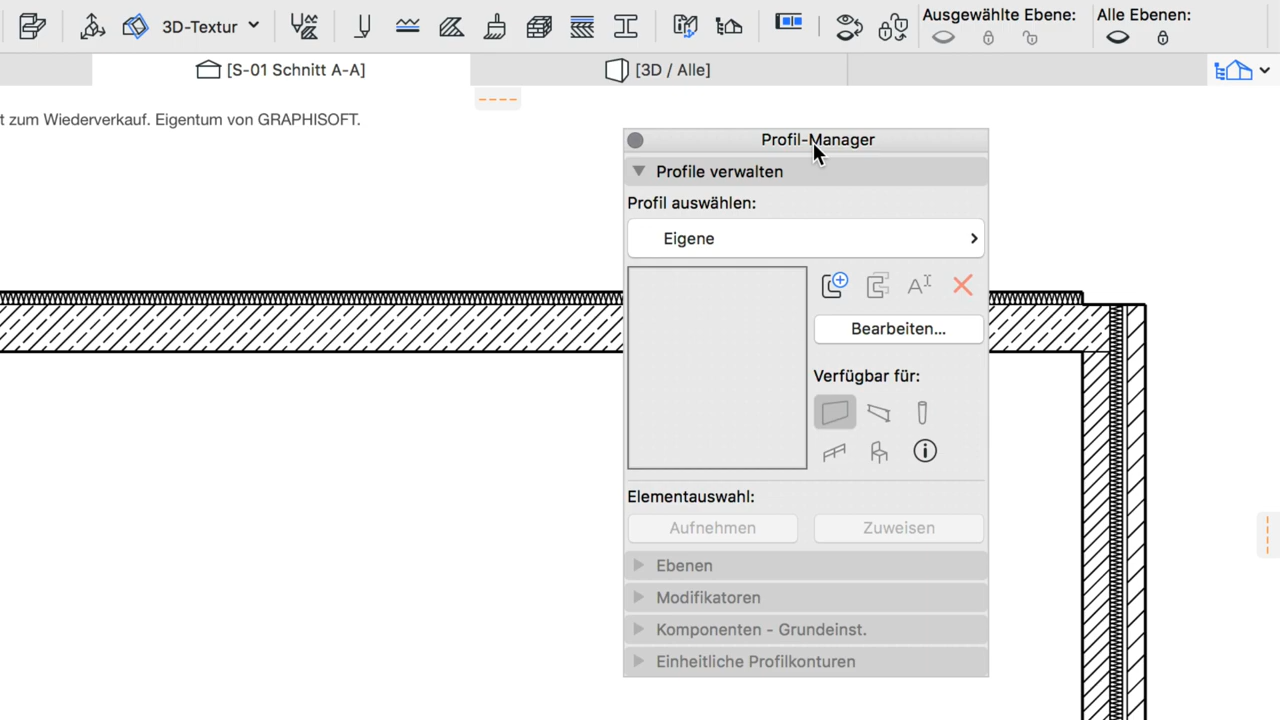 3D-Textur
Ausgewählte Ebene:
Alle Ebenen:
[S-01 Schnitt A-A]
[3D / Alle]
t zum Wiederverkauf. Eigentum von GRAPHISOFT.
Profil-Manager
Profile verwalten
Profil auswählen:
Eigene
Bearbeiten...
Verfügbar für:
Elementauswahl:
Aufnehmen
Zuweisen
Ebenen
Modifikatoren
Komponenten - Grundeinst.
Einheitliche Profilkonturen